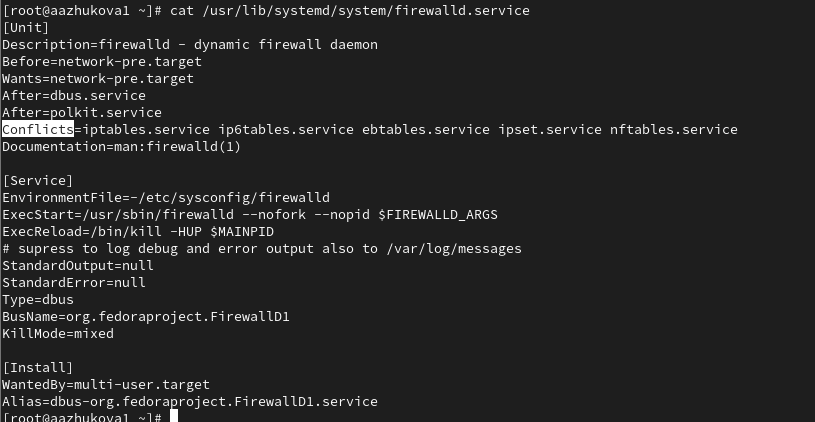 [root@aazhukova1 ~]# cat /usr/lib/systemd/system/firewalld.service
[Unit]
Description=firewalld - dynamic firewall daemon
Before=network-pre.target
Wants=network-pre.target
After=dbus.service
After=polkit.service
Conflicts=iptables.service ip6tables.service ebtables.service ipset.service nftables.service
Documentation=man:firewalld(1)

[Service]
EnvironmentFile=-/etc/sysconfig/firewalld
ExecStart=/usr/sbin/firewalld --nofork --nopid $FIREWALLD_ARGS
ExecReload=/bin/kill -HUP $MAINPID
# supress to log debug and error output also to /var/log/messages
StandardOutput=null
StandardError=null
Type=dbus
BusName=org.fedoraproject.FirewallD1
KillMode=mixed

[Install]
WantedBy=multi-user.target
Alias=dbus-org.fedoraproject.FirewallD1.service
[root@aazhukova1 ~]#